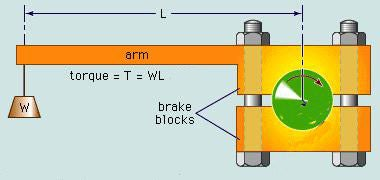 L
arm
torque = T = WL
W
brake
blocks